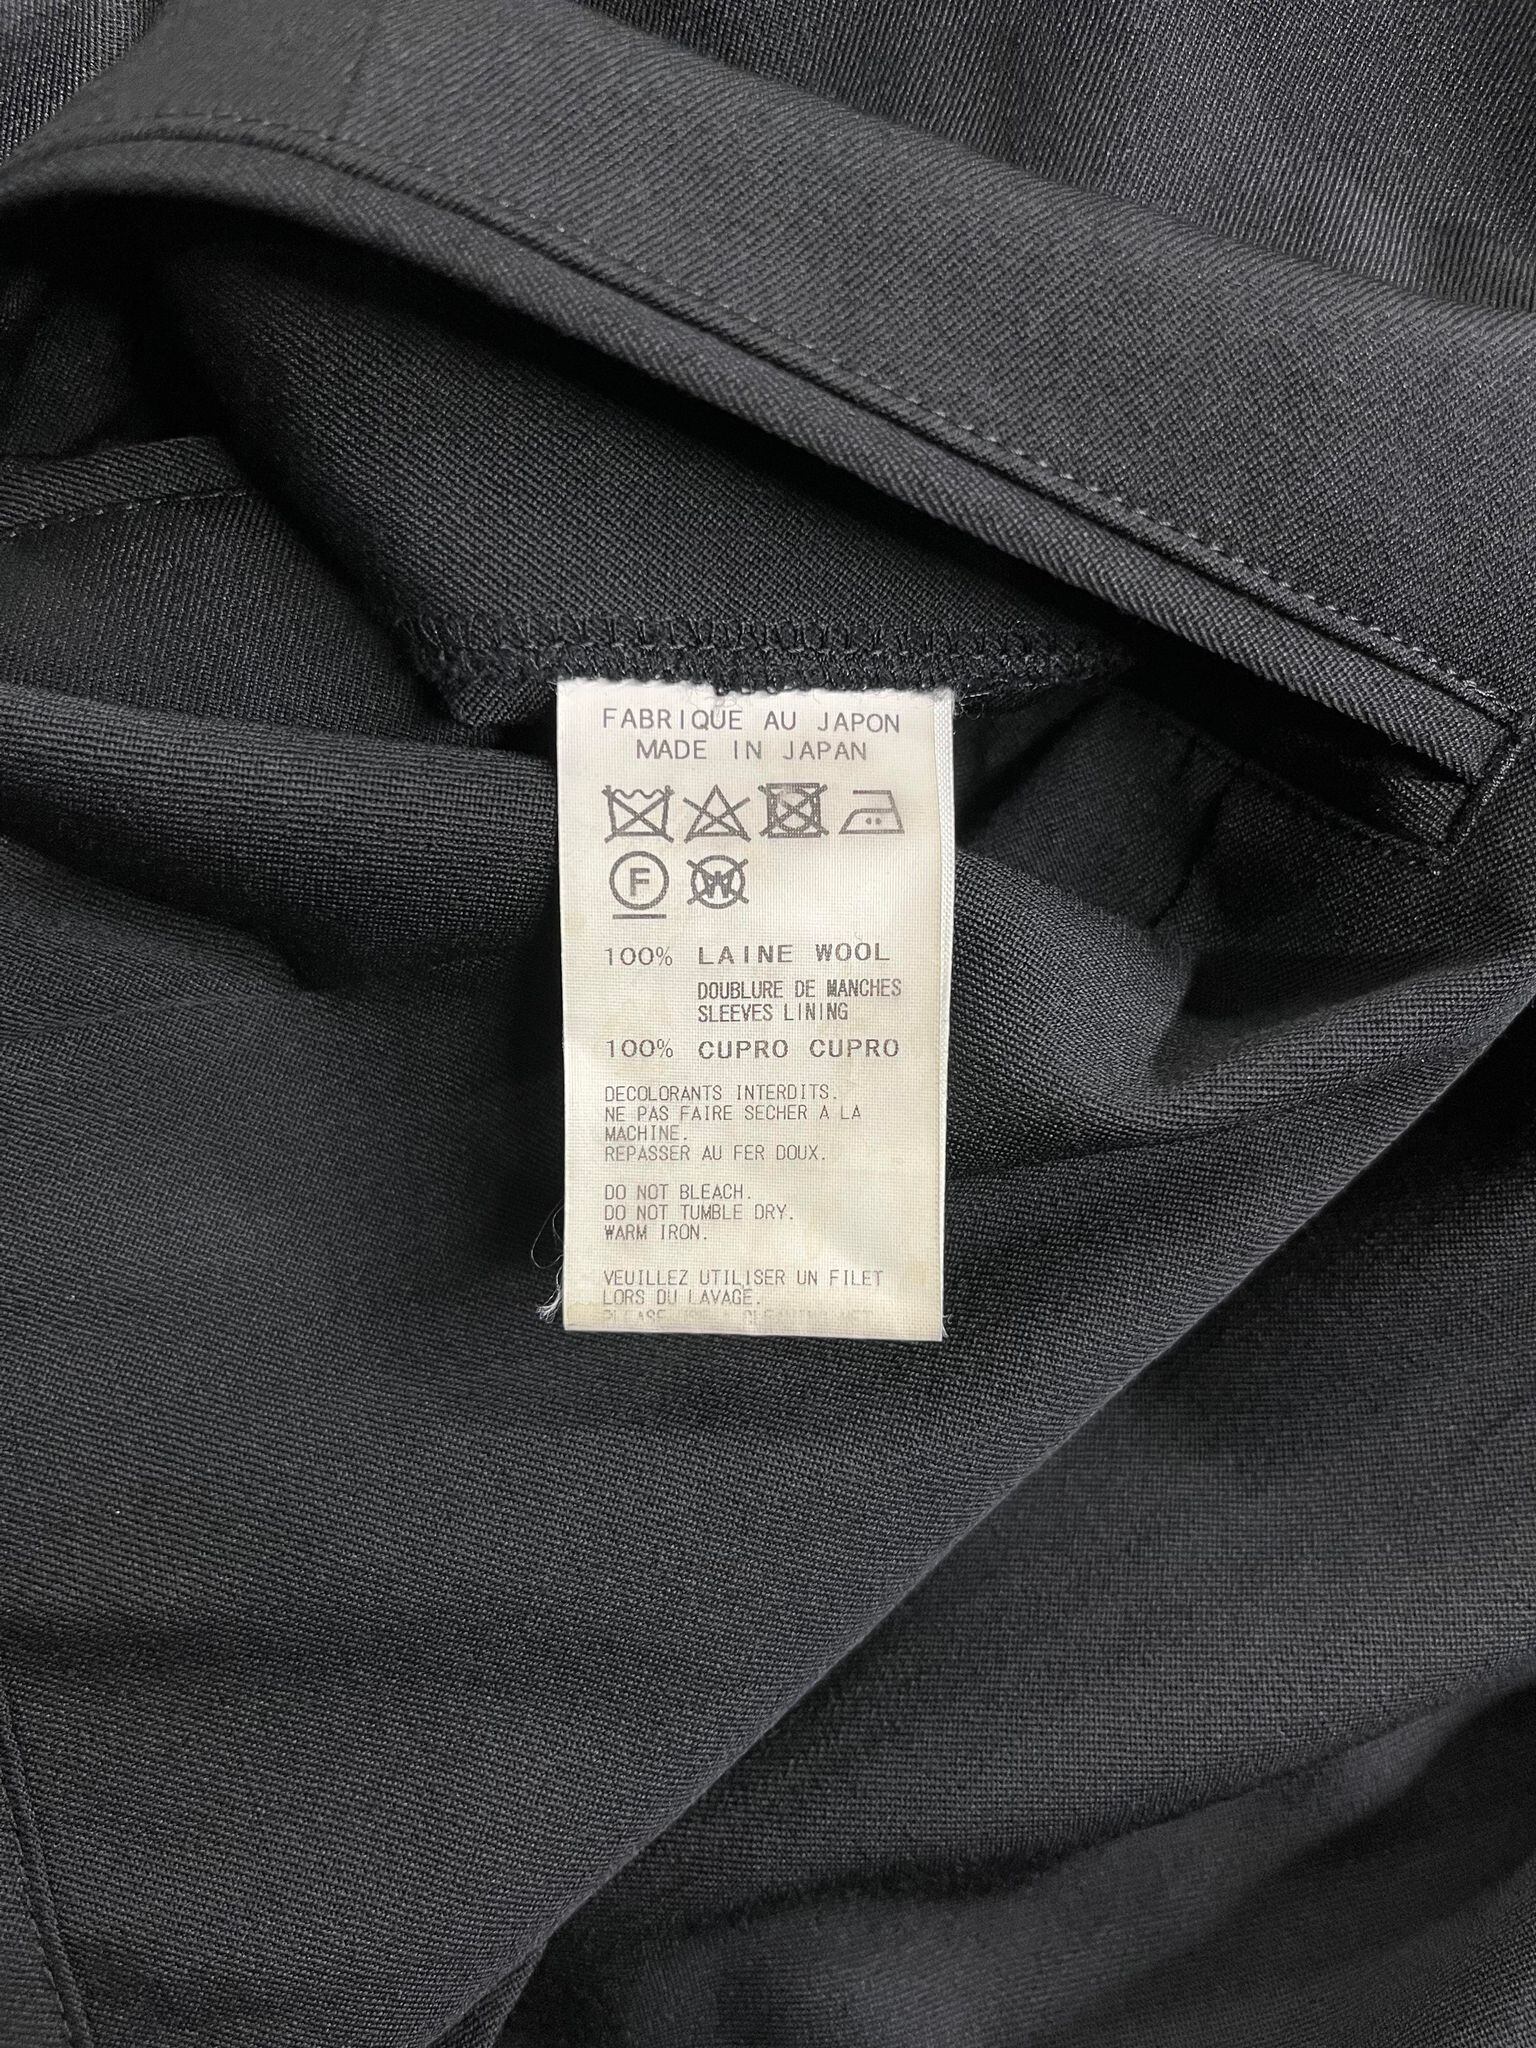 FABRIQUE AU JAPON
MADE IN JAPAN
F W
100% LAINE WOOL
DOUBLURE DE MANCHES
SLEEVES LINING
100% CUPRO CUPRO
DECOLORANTS INTERDITS.
NE PAS FAIRE SECHER A LA
MACHINE.
REPASSER AU FER DOUX.
DO NOT BLEACH.
DO NOT TUMBLE DRY.
WARM IRON.
VEUILLEZ UTILISER UN FILET
LORS DU LAVAGE.
PLEASE